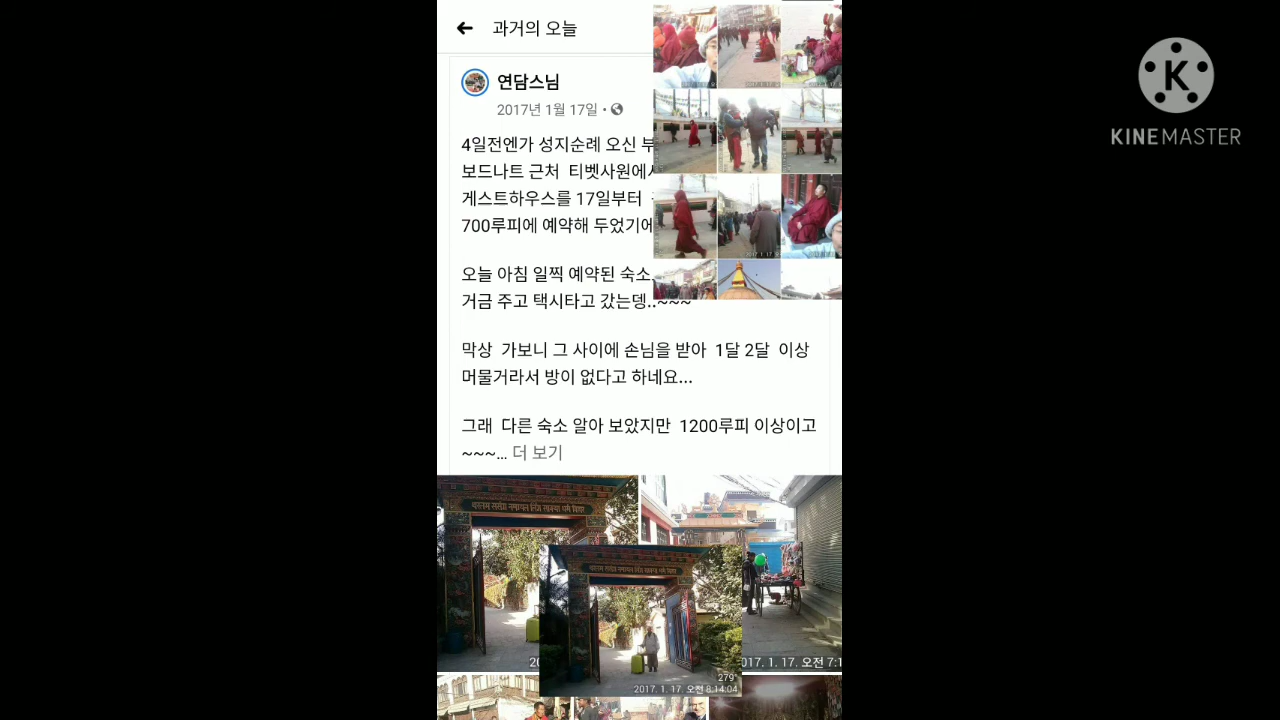 과거의 오늘
연담스님
2017년 1월 17일
4일전엔가 성지순례 오신
보드나트 근처 티벳사원에서
게스트하우스를 17일부터
700루피에 예약해 두었기에
오늘 아침 일찍 예약된 숙소
거금 주고 택시타고 갔는뎅..~~~
막상 가보니 그 사이에 손님을 받아 1달 2달 이상
머물거라서 방이 없다고 하네요...
그래 다른 숙소 알아 보았지만 1200루피 이상이고
~~~... 더 보기
KINEMASTER
2017. 1. 17. 오전 7:1
279°
2017. 1. 17. 오전 8:14:04